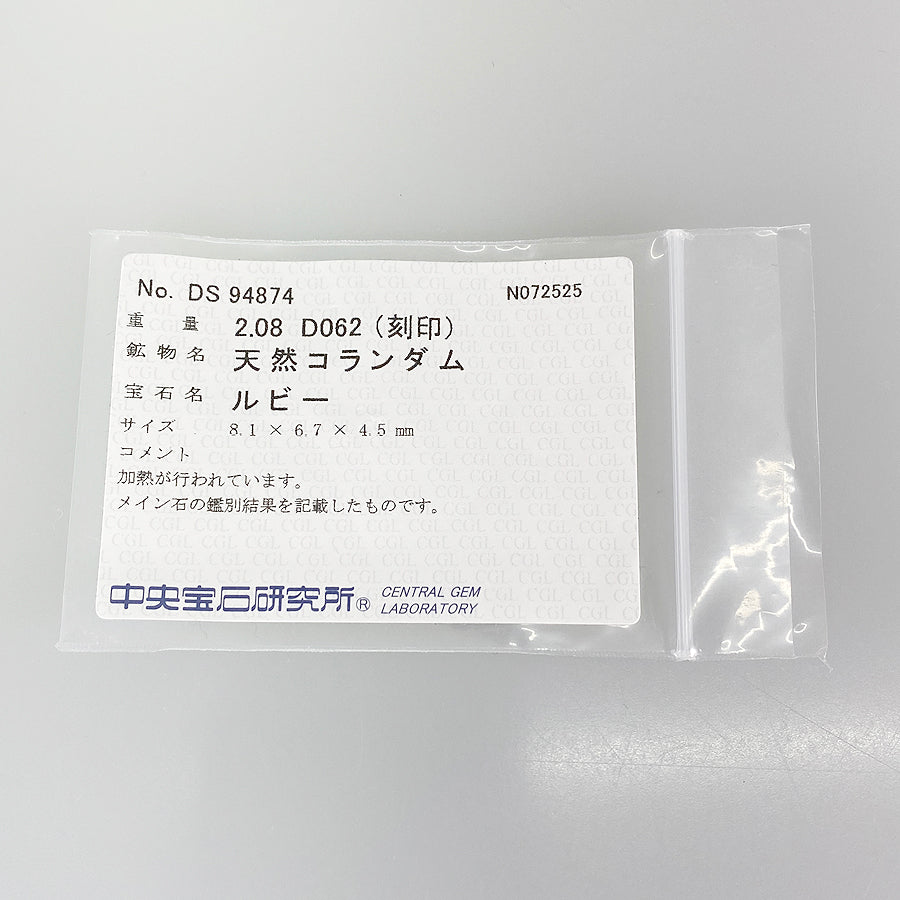 No. DS 94874 N072525
重量 2.08 D062 (刻印)
鉱物名 天然コランダム
宝石名 ルビー
サイズ 8.1 × 6.7 × 4.5 mm
コメント
加熱が行われています。
メイン石の鑑別結果を記載したものです。
中央宝石研究所® CENTRAL GEM
LABORATORY